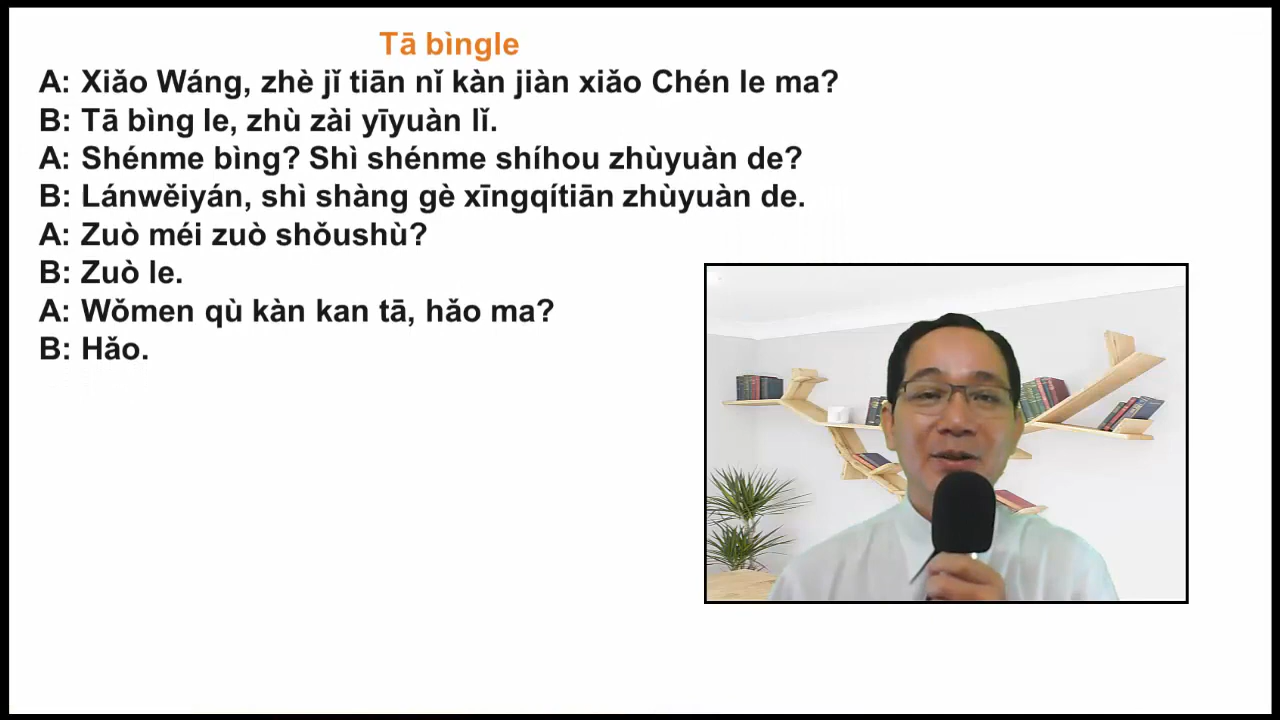 Tā bìngle
A: Xiǎo Wáng, zhè jǐ tiān nǐ kàn jiàn xiǎo Chén le ma?
B: Tā bìng le, zhù zài yīyuàn lǐ.
A: Shénme bìng? Shì shénme shíhou zhùyuàn de?
B: Lánwěiyán, shì shàng gè xīngqítiān zhùyuàn de.
A: Zuò méi zuò shǒushù?
B: Zuò le.
A: Wǒmen qù kàn kan tā, hǎo ma?
B: Hǎo.